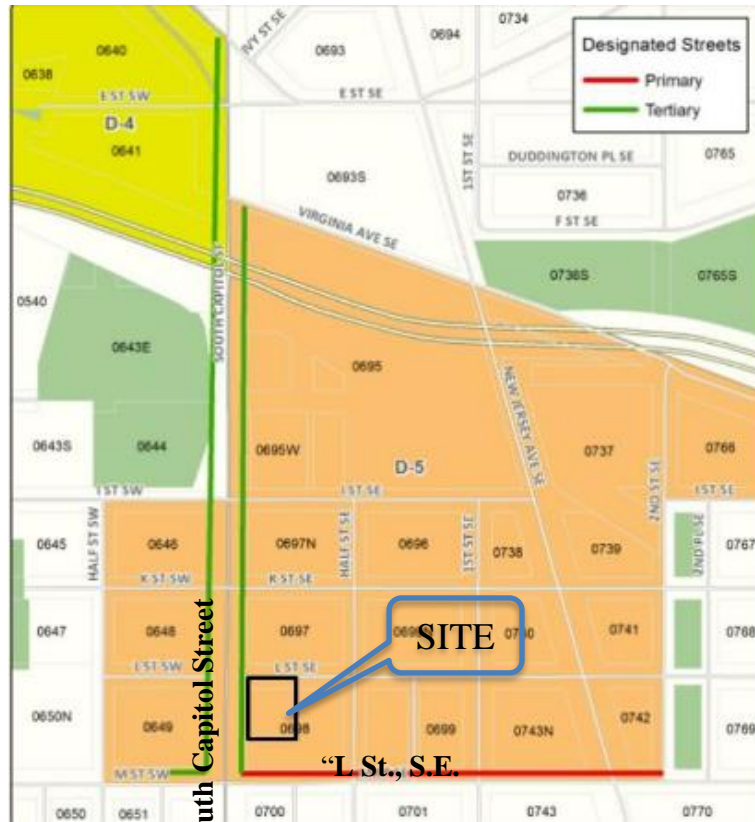 IVY ST SE
0734
0694
0693
0640
0638
Designated Streets
Primary
Tertiary
E ST SW
E ST SE
D-4
0641
1ST ST SE
DUDDINGTON PL SE
0765
0693S
0736
F ST SE
VIRGINIA AVE SE
SOUTH CAPITOL ST
0736S
0765S
0540
0643E
0695
NEW JERSEY AVE SE
0643S
0644
0695W
D-5
0737
0766
2ND ST SE
I ST SW
I ST SE
I ST SE
0645
HALF ST SW
0646
0697N
HALF ST SE
0696
1ST ST SE
0738
0739
2ND PL SE
0767
K ST SW
K ST SE
0647
0648
0697
SITE
0741
0768
L ST SW
L ST SE
uth Capitol Street
0650N
0649
0698
0699
0743N
0742
0769
M ST SW
“L St., S.E.
0650
0651
0700
0701
0743
0770